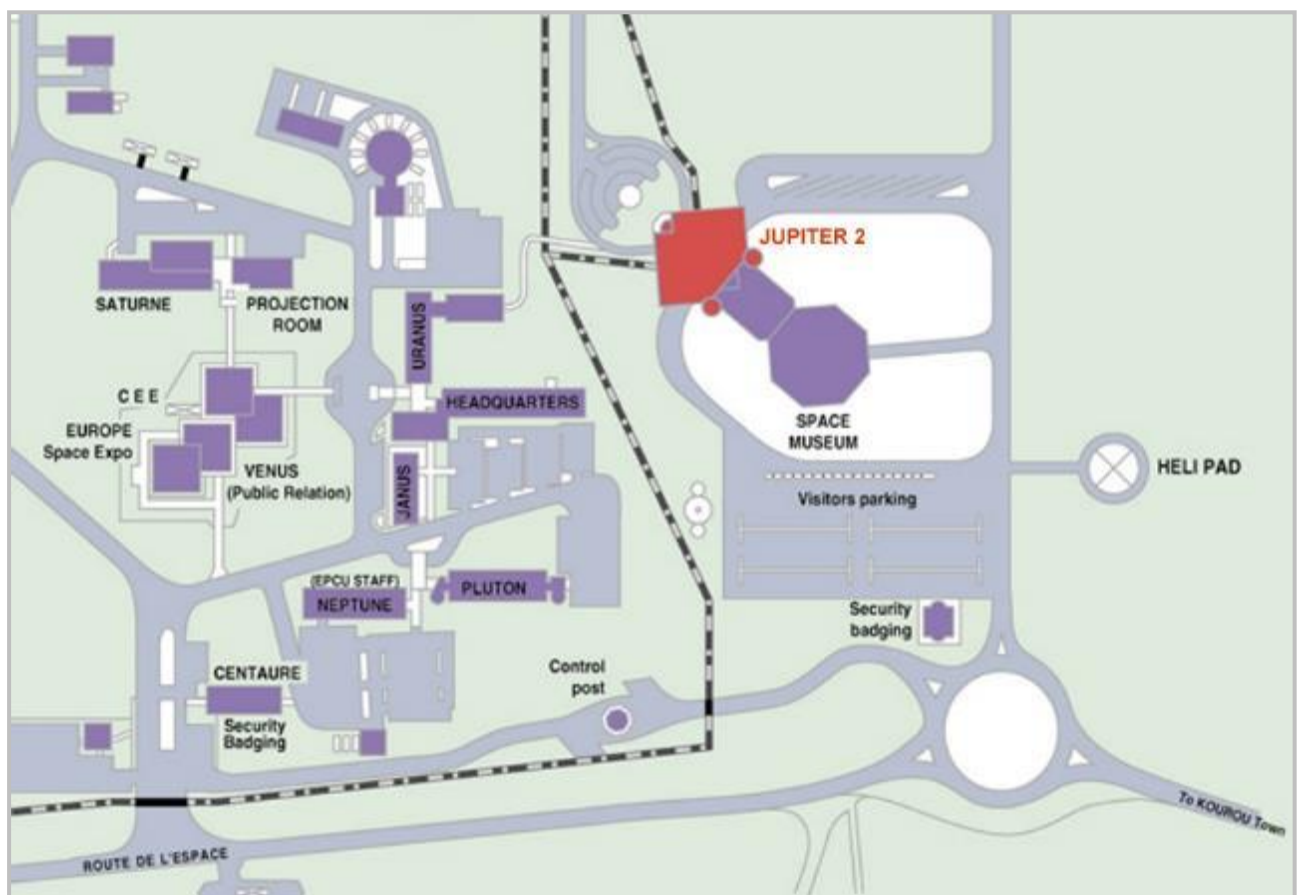 JUPITER 2
SATURNE
PROJECTION
ROOM
URANUS
C E E
HEADQUARTERS
EUROPE
Space Expo
VENUS
(Public Relation)
JANUS
SPACE
MUSEUM
HELI PAD
Visitors parking
(EPCU STAFF)
NEPTUNE
PLUTON
Security
badging
CENTAURE
Control
post
Security
Badging
To KOUROU Town
ROUTE DE L'ESPACE